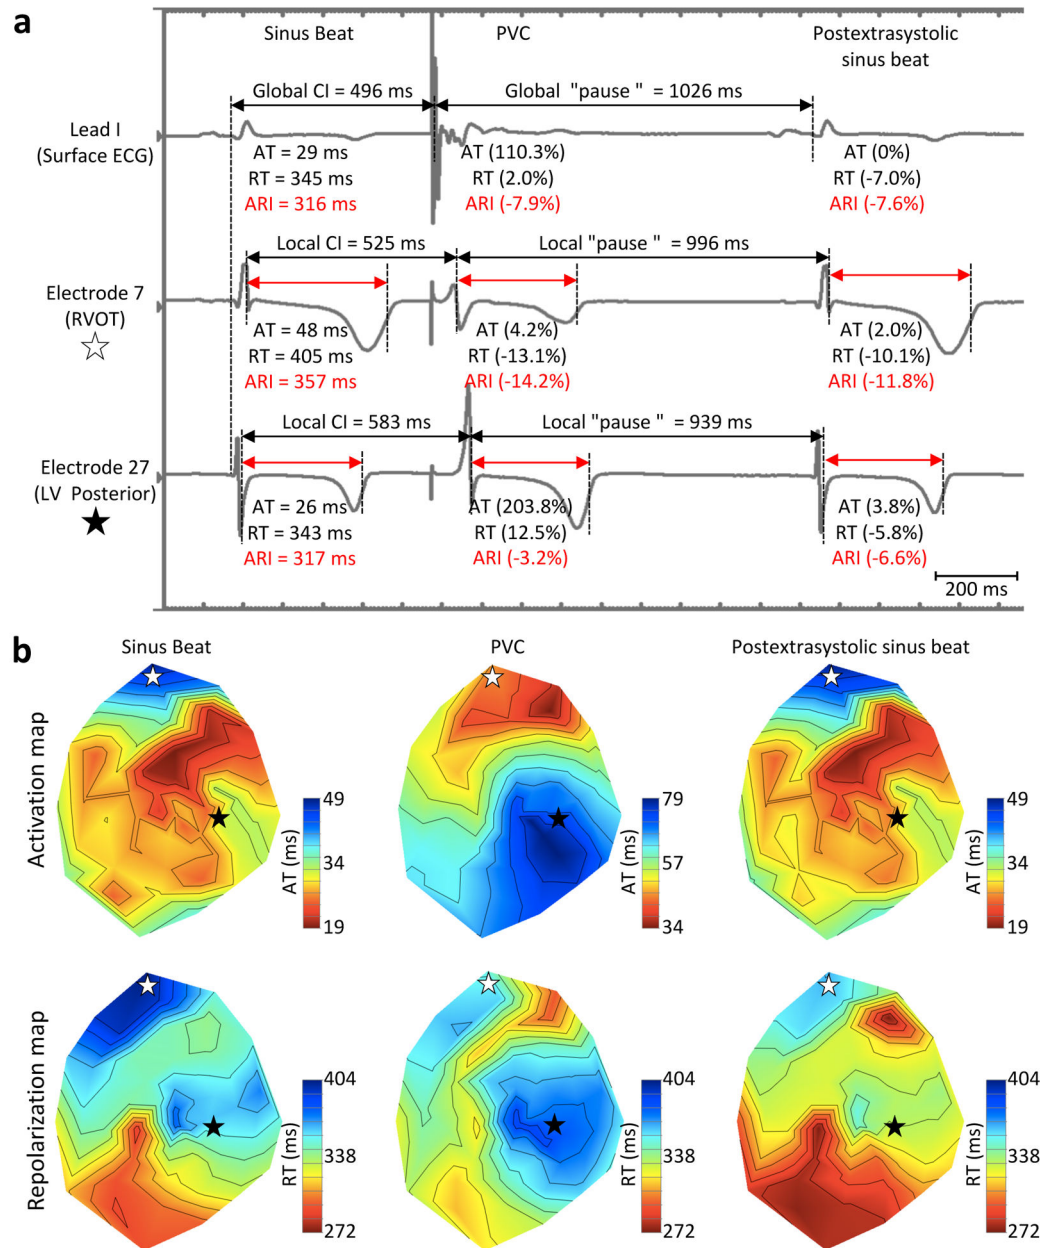 a
Sinus Beat
PVC
Postextrasystolic
sinus beat
Global CI = 496 ms
Global "pause " = 1026 ms
Lead I
(Surface ECG)
AT = 29 ms
RT = 345 ms
ARI = 316 ms
AT (110.3%)
RT (2.0%)
ARI (-7.9%)
AT (0%)
RT (-7.0%)
ARI (-7.6%)
Local CI = 525 ms
Local "pause " = 996 ms
Electrode 7
(RVOT)
AT = 48 ms
RT = 405 ms
ARI = 357 ms
AT (4.2%)
RT (-13.1%)
ARI (-14.2%)
AT (2.0%)
RT (-10.1%)
ARI (-11.8%)
Local CI = 583 ms
Local "pause " = 939 ms
Electrode 27
(LV Posterior)
AT = 26 ms
RT = 343 ms
ARI = 317 ms
AT (203.8%)
RT (12.5%)
ARI (-3.2%)
AT (3.8%)
RT (-5.8%)
ARI (-6.6%)
200 ms
b
Sinus Beat
PVC
Postextrasystolic sinus beat
Activation map
AT (ms)
49
34
19
AT (ms)
79
57
34
AT (ms)
49
34
19
Repolarization map
RT (ms)
404
338
272
RT (ms)
404
338
272
RT (ms)
404
338
272